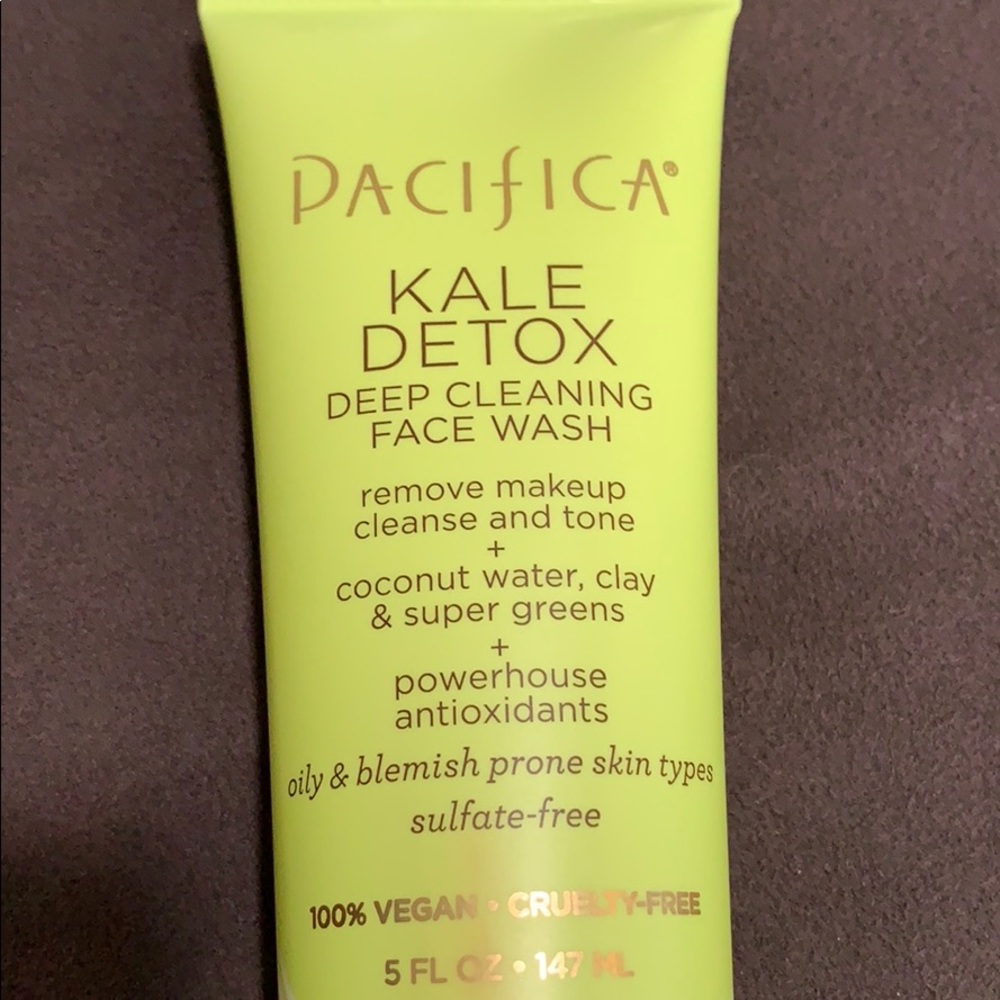 PACIFICA®
KALE
DETOX
DEEP CLEANING
FACE WASH
remove makeup
cleanse and tone
+
coconut water, clay
& super greens
+
powerhouse
antioxidants
oily & blemish prone skin types
sulfate-free
100% VEGAN • CRUELTY-FREE
5 FL OZ • 147 ML